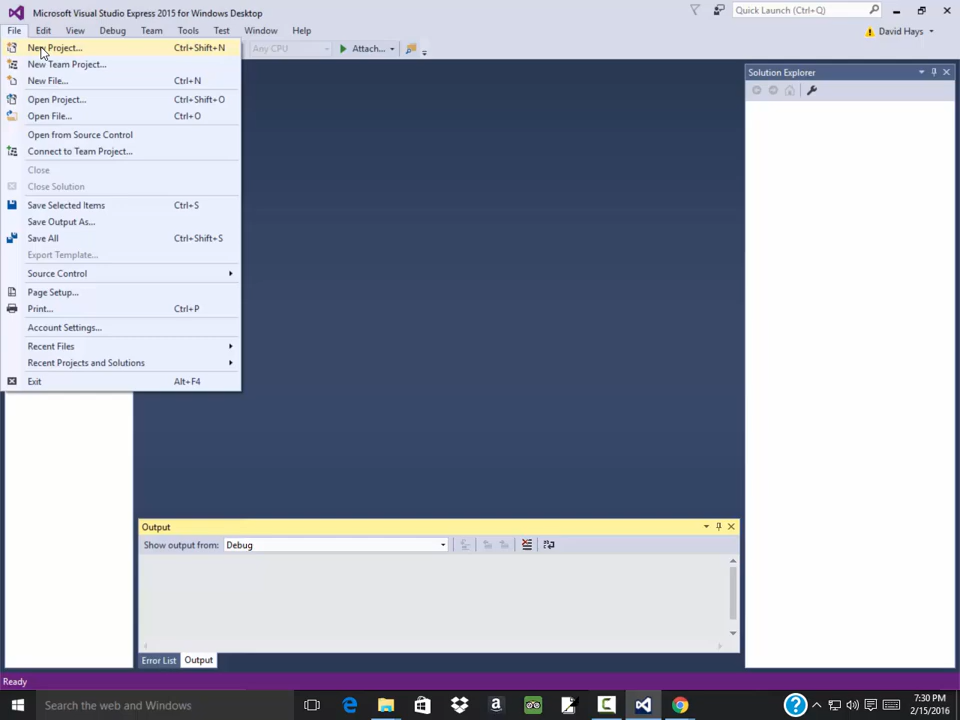 Microsoft Visual Studio Express 2015 for Windows Desktop
Quick Launch (Ctrl+Q)
File Edit View Debug Team Tools Test Window Help
David Hays
New Project... Ctrl+Shift+N
Any CPU
Attach...
New Team Project...
New File... Ctrl+N
Open Project... Ctrl+Shift+O
Open File... Ctrl+O
Open from Source Control
Connect to Team Project...
Close
Close Solution
Save Selected Items Ctrl+S
Save Output As...
Save All Ctrl+Shift+S
Export Template...
Source Control
Page Setup...
Print... Ctrl+P
Account Settings...
Recent Files
Recent Projects and Solutions
Exit Alt+F4
Solution Explorer
Output
Show output from: Debug
Error List Output
Ready
Search the web and Windows
7:30 PM
2/15/2016